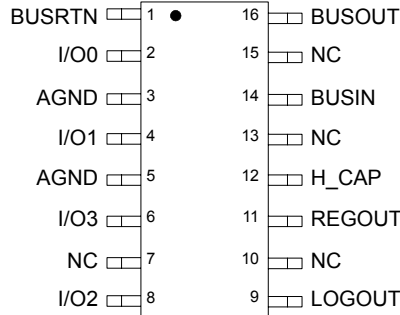 BUSRTN 1 16 BUSOUT
I/O0 2 15 NC
AGND 3 14 BUSIN
I/O1 4 13 NC
AGND 5 12 H_CAP
I/O3 6 11 REGOUT
NC 7 10 NC
I/O2 8 9 LOGOUT